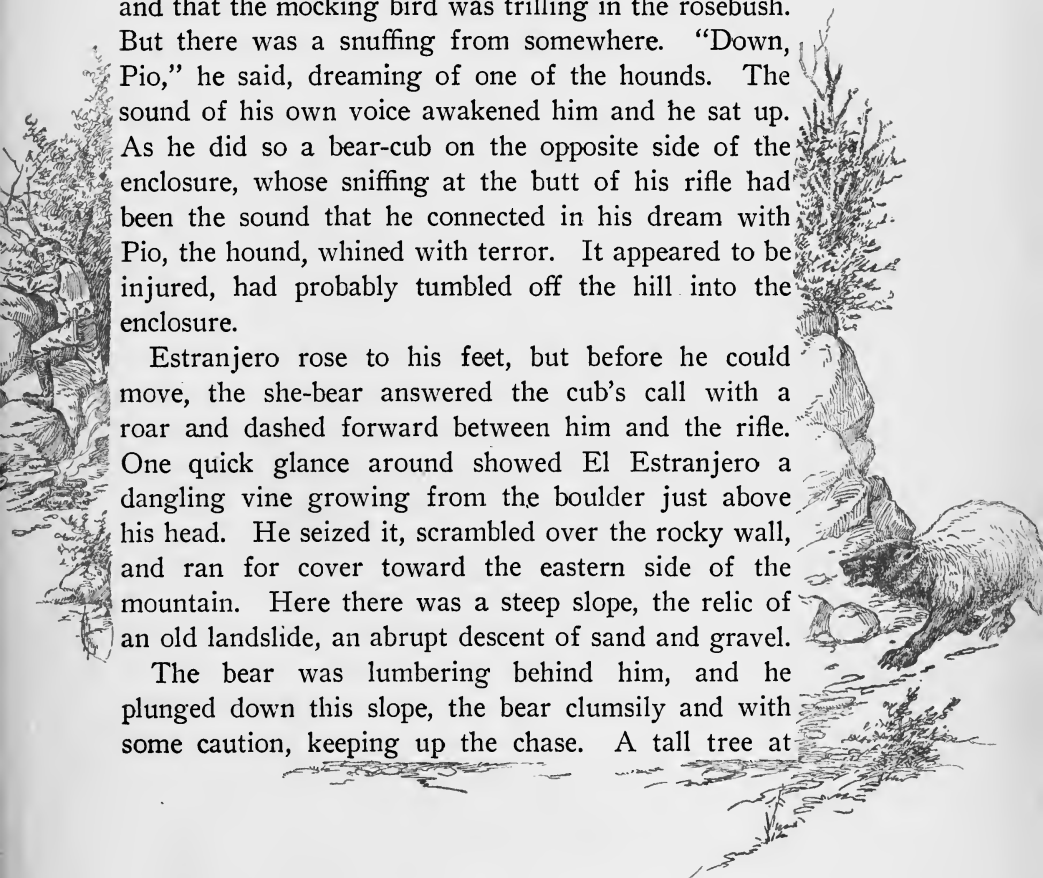 and that the mocking bird was trilling in the rosebush.
But there was a snuffing from somewhere. "Down,
Pio," he said, dreaming of one of the hounds. The
sound of his own voice awakened him and he sat up.
As he did so a bear-cub on the opposite side of the
enclosure, whose sniffing at the butt of his rifle had
been the sound that he connected in his dream with
Pio, the hound, whined with terror. It appeared to be
injured, had probably tumbled off the hill into the
enclosure.
Estranjero rose to his feet, but before he could
move, the she-bear answered the cub's call with a
roar and dashed forward between him and the rifle.
One quick glance around showed El Estranjero a
dangling vine growing from the boulder just above
his head. He seized it, scrambled over the rocky wall,
and ran for cover toward the eastern side of the
mountain. Here there was a steep slope, the relic of
an old landslide, an abrupt descent of sand and gravel.
The bear was lumbering behind him, and he
plunged down this slope, the bear clumsily and with
some caution, keeping up the chase. A tall tree at